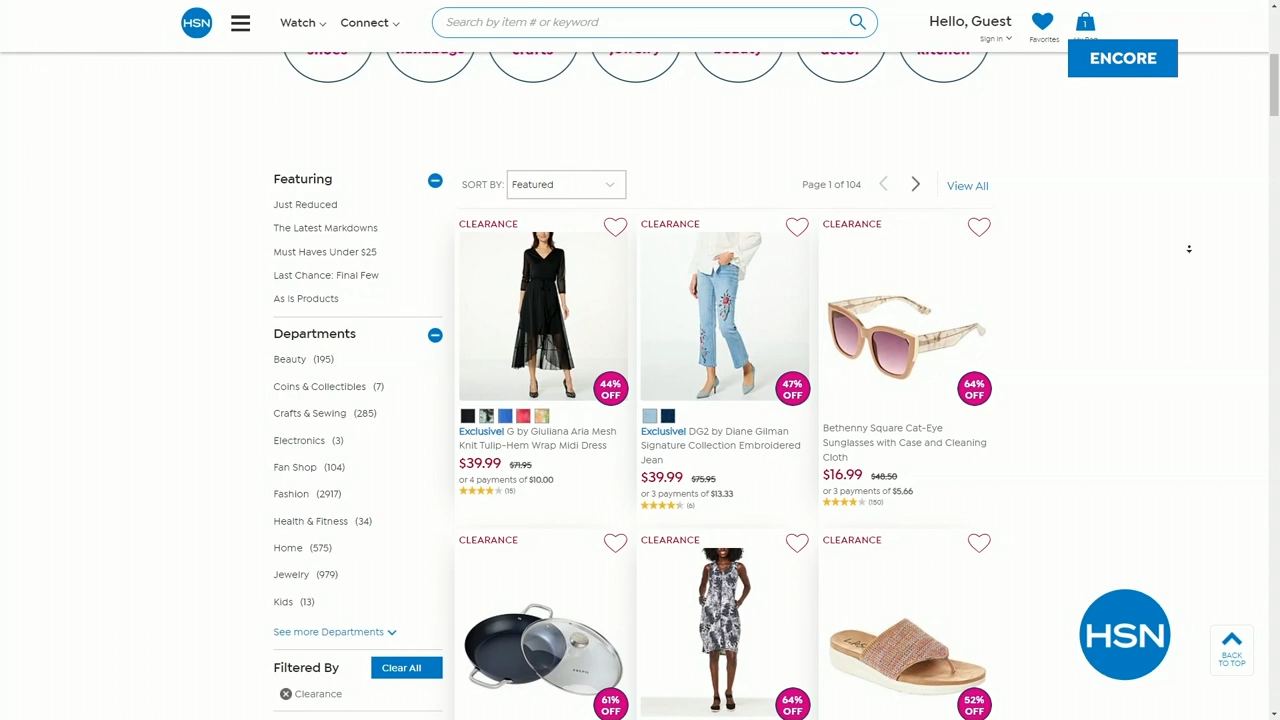 HSN
Watch
Connect
Search by item # or keyword
Hello, Guest
Sign In
Favorites
1
ENCORE
shoes
handbags
crafts
jewelry
beauty
decor
kitchen
Featuring
Just Reduced
The Latest Markdowns
Must Haves Under $25
Last Chance: Final Few
As Is Products
Departments
Beauty (195)
Coins & Collectibles (7)
Crafts & Sewing (285)
Electronics (3)
Fan Shop (104)
Fashion (2917)
Health & Fitness (34)
Home (575)
Jewelry (979)
Kids (13)
See more Departments
Filtered By
Clear All
Clearance
SORT BY: Featured
Page 1 of 104
View All
CLEARANCE
44%
OFF
Exclusive! G by Giuliana Aria Mesh
Knit Tulip-Hem Wrap Midi Dress
$39.99 $71.95
or 4 payments of $10.00
(15)
CLEARANCE
47%
OFF
Exclusive! DG2 by Diane Gilman
Signature Collection Embroidered
Jean
$39.99 $75.95
or 3 payments of $13.33
(6)
CLEARANCE
64%
OFF
Bethenny Square Cat-Eye
Sunglasses with Case and Cleaning
Cloth
$16.99 $48.50
or 3 payments of $5.66
(150)
CLEARANCE
61%
OFF
CLEARANCE
64%
OFF
CLEARANCE
52%
OFF
HSN
BACK
TO TOP